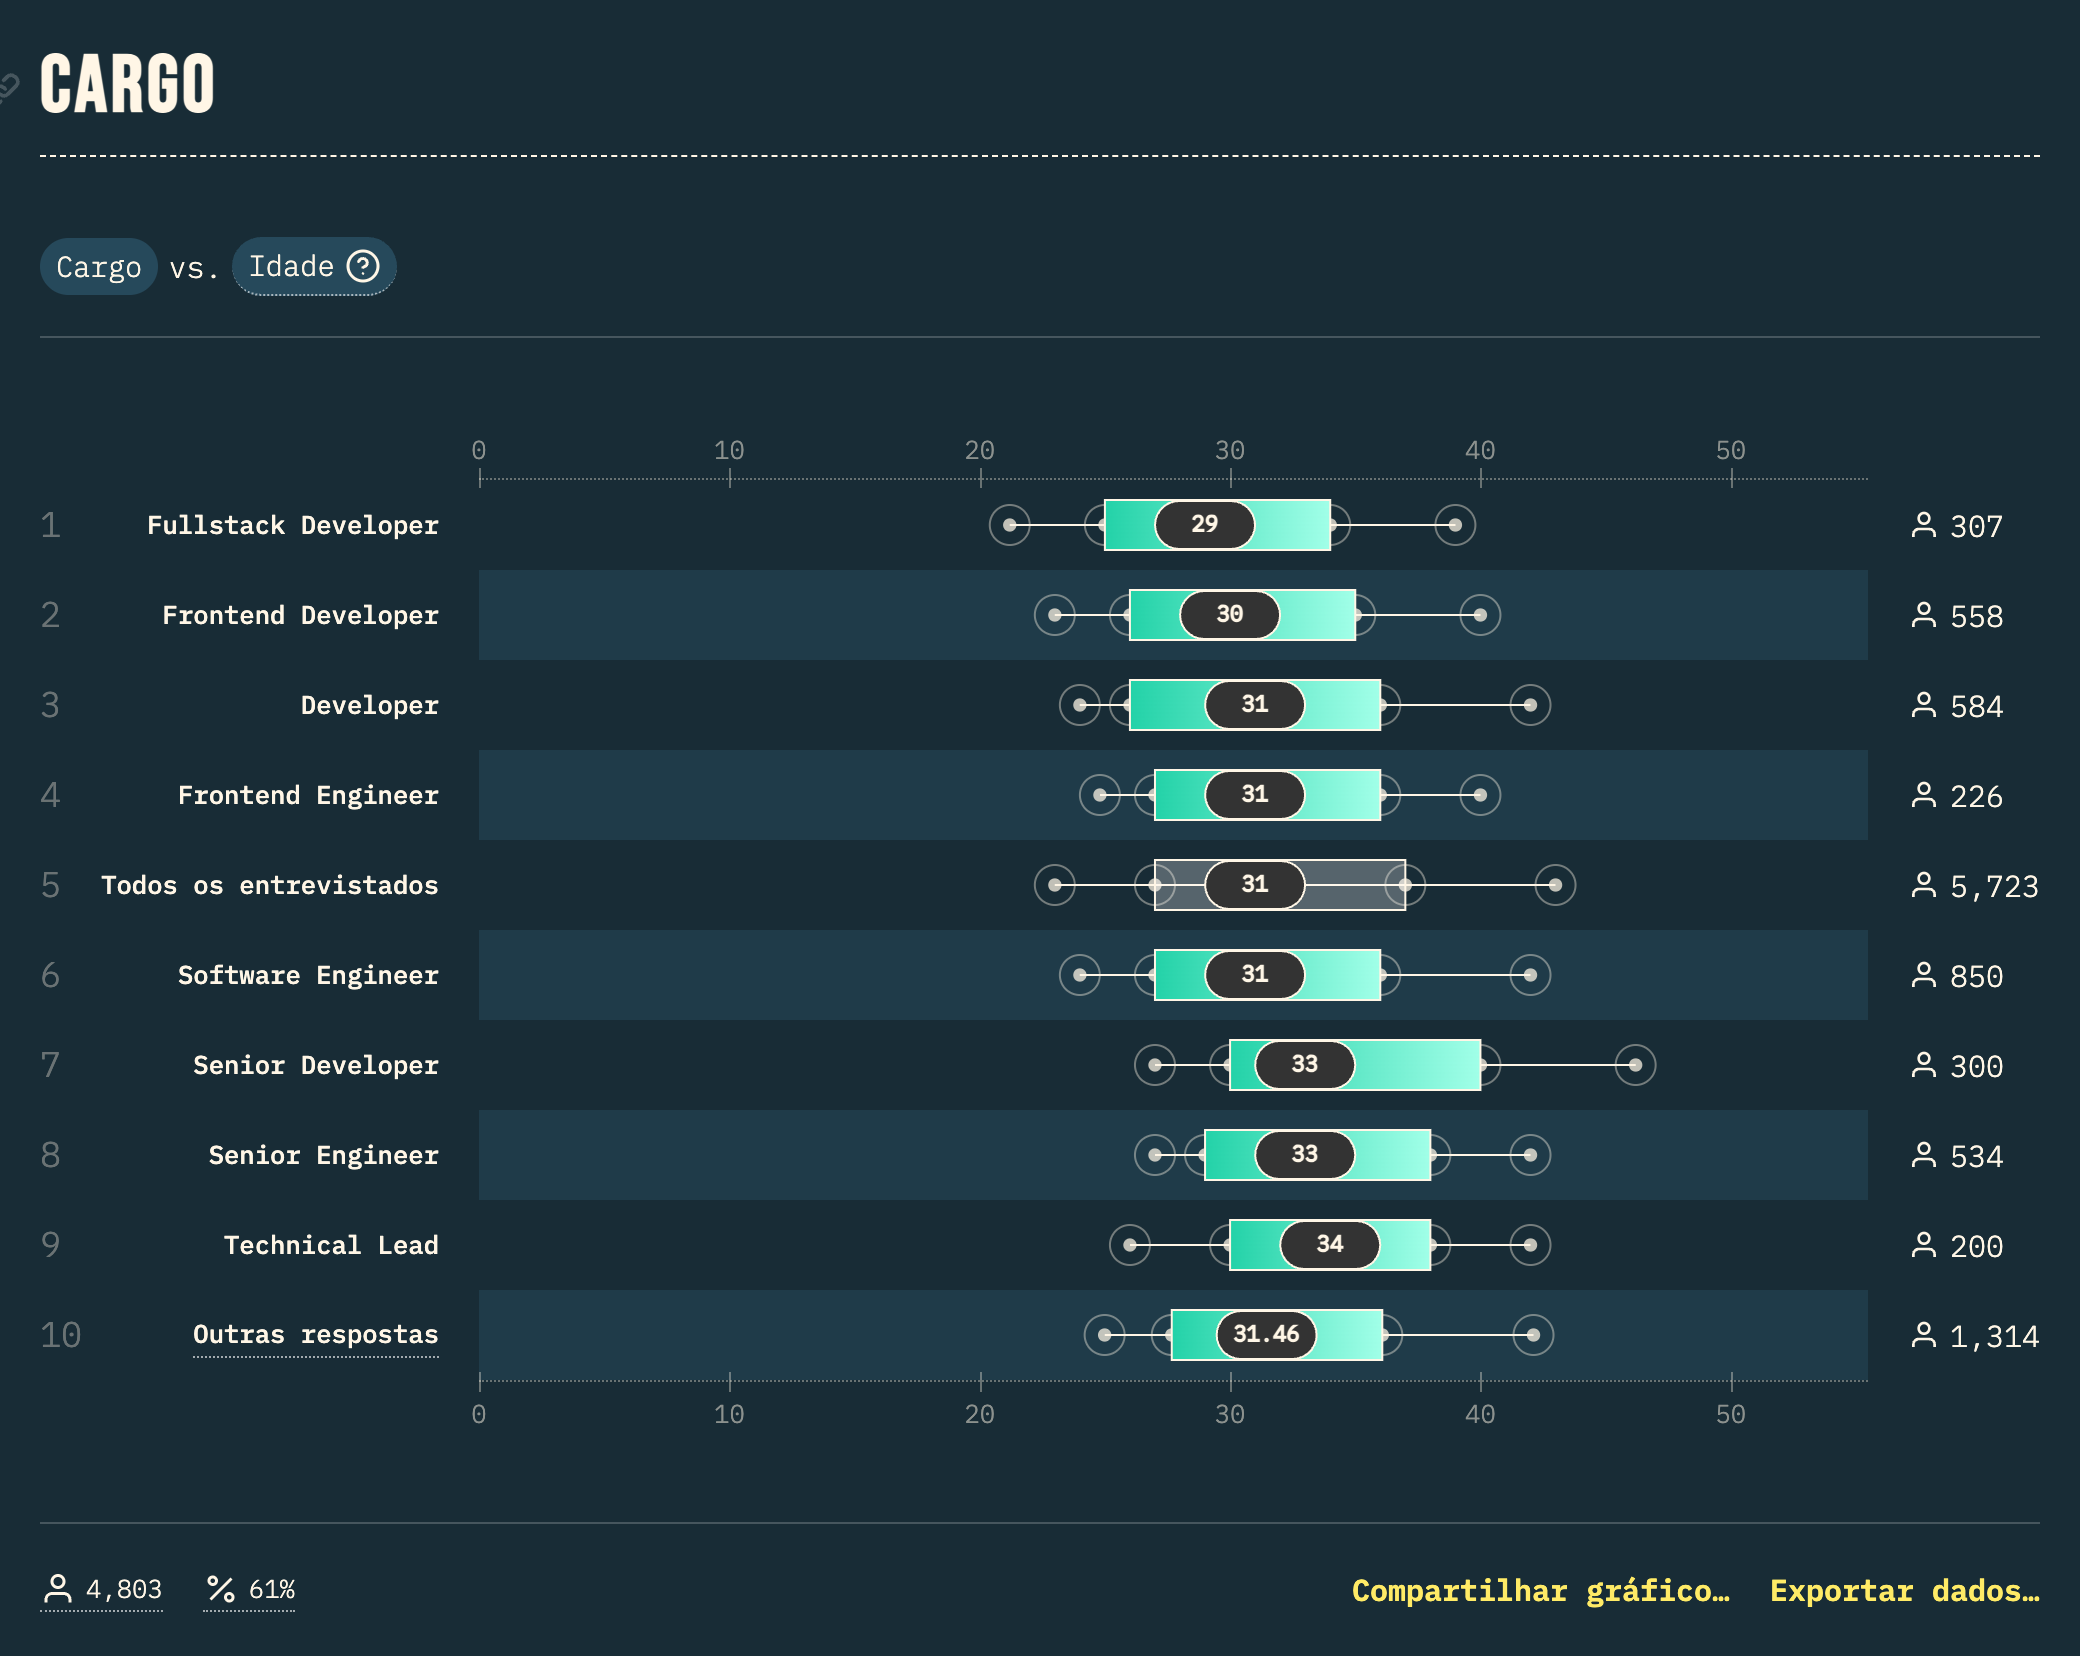 CARGO
Cargo vs. Idade ?
0 10 20 30 40 50
1 Fullstack Developer 29 307
2 Frontend Developer 30 558
3 Developer 31 584
4 Frontend Engineer 31 226
5 Todos os entrevistados 31 5,723
6 Software Engineer 31 850
7 Senior Developer 33 300
8 Senior Engineer 33 534
9 Technical Lead 34 200
10 Outras respostas 31.46 1,314
0 10 20 30 40 50
4,803 % 61% Compartilhar gráfico… Exportar dados…